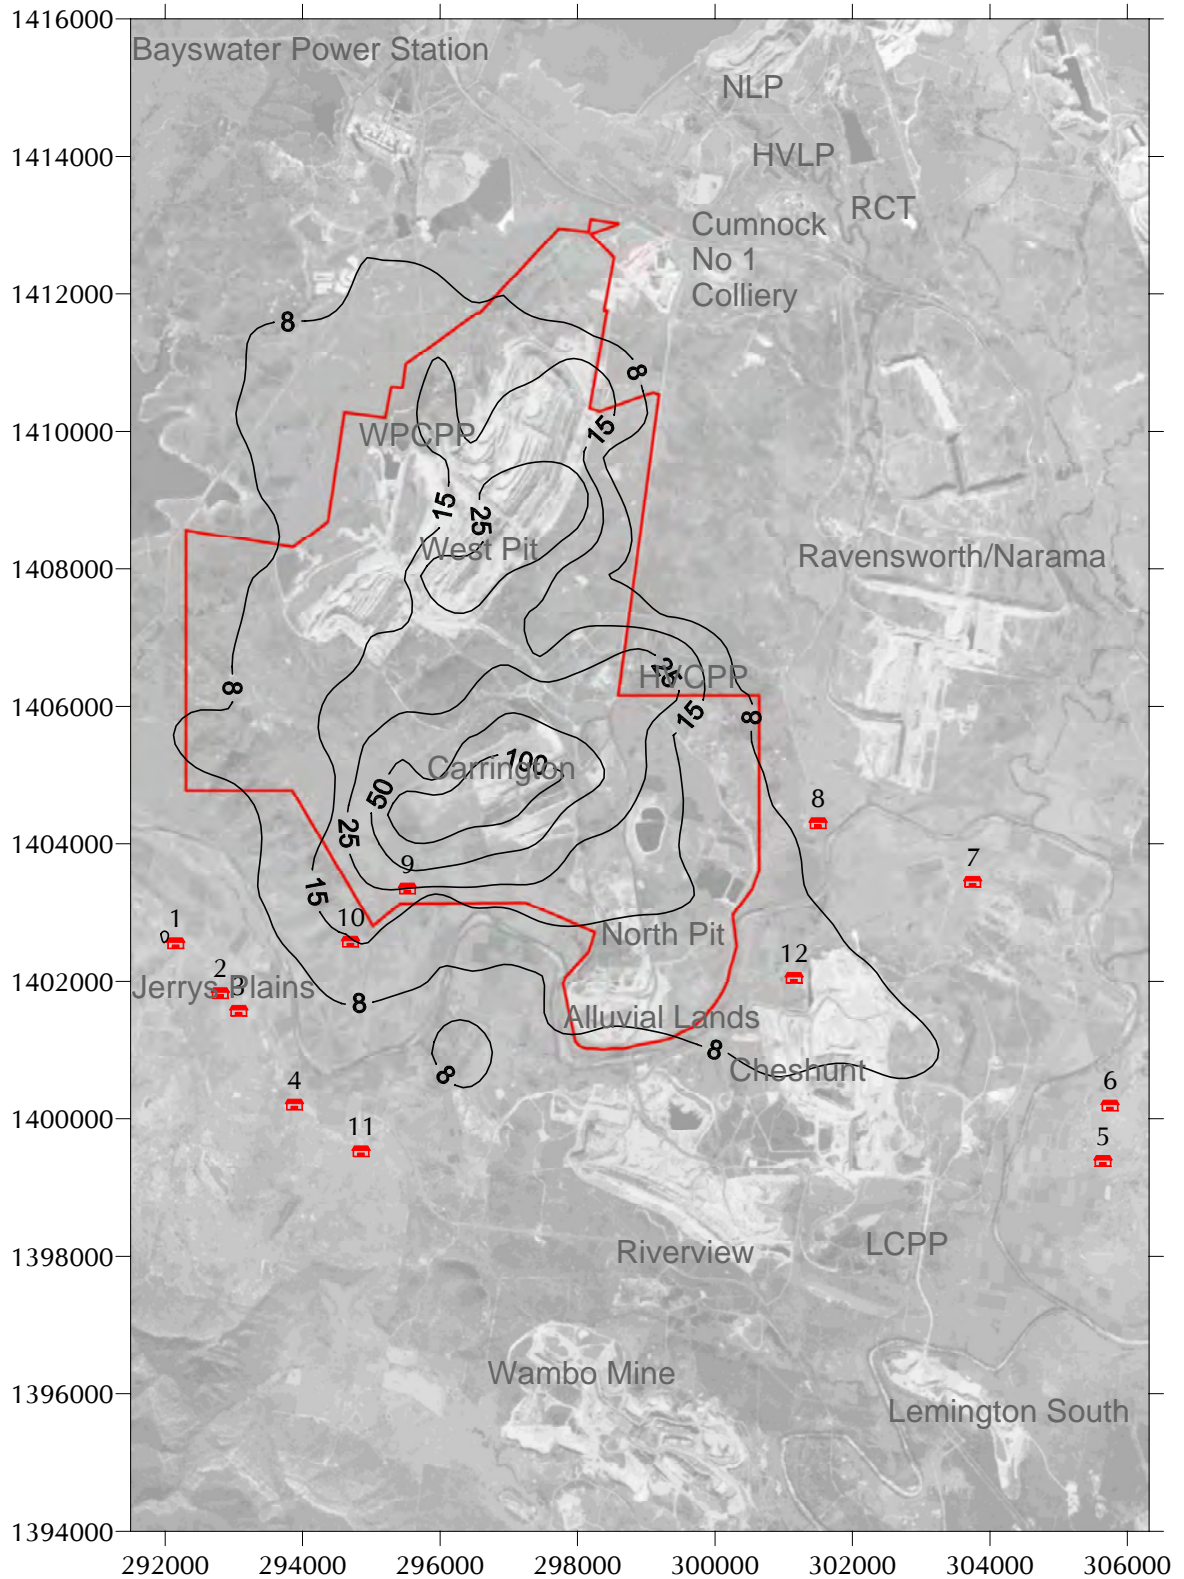 1416000
Bayswater Power Station
NLP
1414000
HVLP
RCT
Cumnock
No 1
Colliery
1412000
8
8
1410000
WPCPP
15
15
25
West Pit
1408000
Ravensworth/Narama
8
25
HVCPP
1406000
15
8
100
Carrington
50
8
25
1404000
9
7
15
10
1
North Pit
12
2
3
1402000
Jerrys Plains
8
Alluvial Lands
8
Cheshunt
8
4
6
1400000
11
5
1398000
Riverview
LCPP
1396000
Wambo Mine
Lemington South
1394000
292000
294000
296000
298000
300000
302000
304000
306000